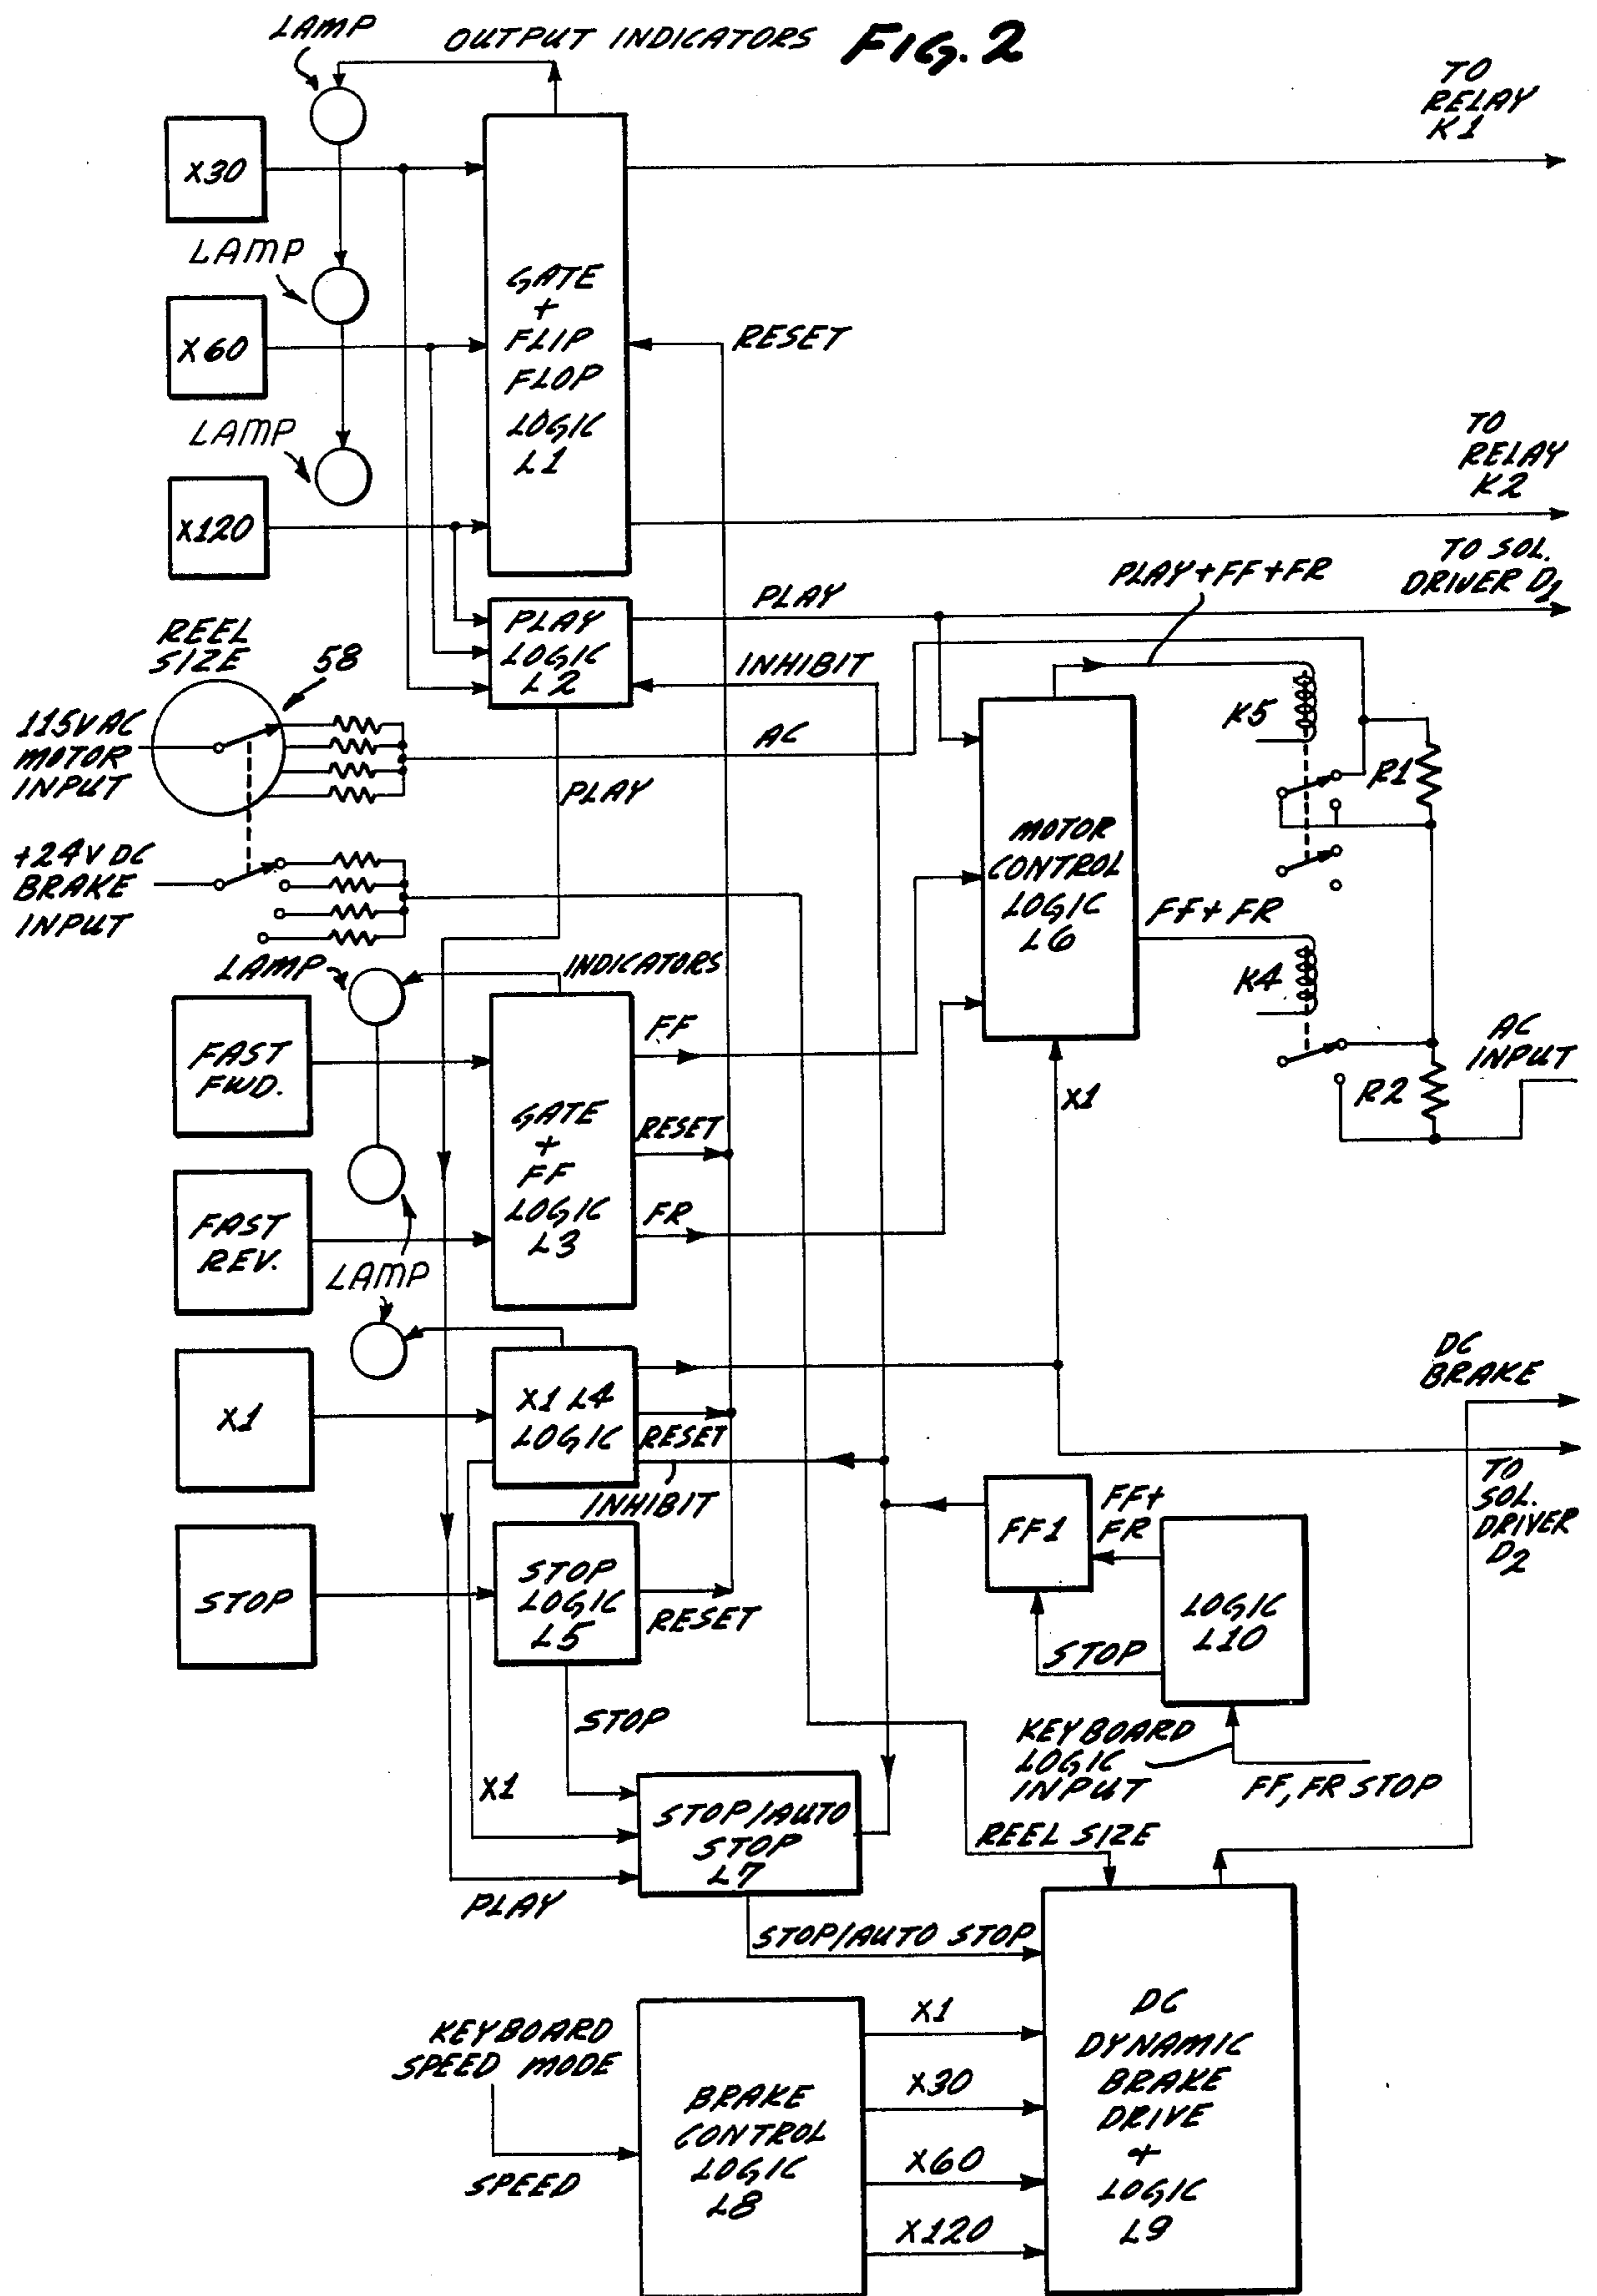 LAMP
OUTPUT INDICATORS
FIG. 2
TO
RELAY
K1
X30
LAMP
GATE
+
FLIP
FLOP
LOGIC
L1
X60
RESET
LAMP
TO
RELAY
K2
X120
TO SOL.
DRIVER D1
PLAY+FF+FR
PLAY
PLAY
LOGIC
L2
INHIBIT
REEL
SIZE
58
115V AC
MOTOR
INPUT
AC
K5
R1
PLAY
MOTOR
CONTROL
LOGIC
L6
+24V DC
BRAKE
INPUT
FF+ FR
LAMP
INDICATORS
K4
FAST
FWD.
FF
AC
INPUT
R2
X1
GATE
+
FF
LOGIC
L3
RESET
FAST
REV.
FR
LAMP
DC
BRAKE
X1
X1 L4
LOGIC
RESET
INHIBIT
TO
SOL.
DRIVER
D2
FF1
FF+
FR
STOP
STOP
LOGIC
L5
RESET
LOGIC
L10
STOP
STOP
KEYBOARD
LOGIC
INPUT
FF, FR STOP
X1
STOP/AUTO
STOP
L7
REEL SIZE
PLAY
STOP/AUTO STOP
KEYBOARD
SPEED MODE
SPEED
BRAKE
CONTROL
LOGIC
L8
X1
X30
X60
X120
DC
DYNAMIC
BRAKE
DRIVE
+
LOGIC
L9